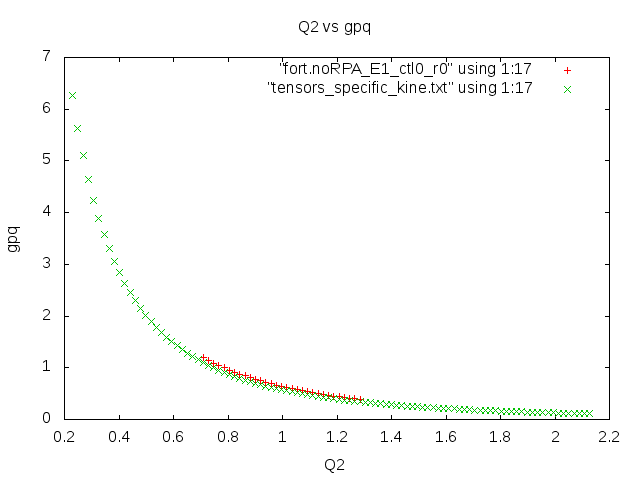 Q2 vs gpq
"fort.noRPA_E1_ctl0_r0" using 1:17
"tensors_specific_kine.txt" using 1:17
7
6
5
4
3
2
1
0
gpq
0.2 0.4 0.6 0.8 1 1.2 1.4 1.6 1.8 2 2.2
Q2